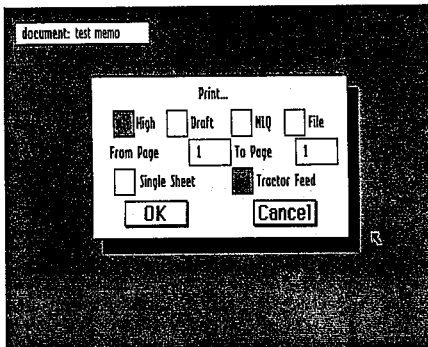 document: test memo
Print...
High Draft NLQ File
From Page 1 To Page 1
Single Sheet Tractor Feed
OK Cancel